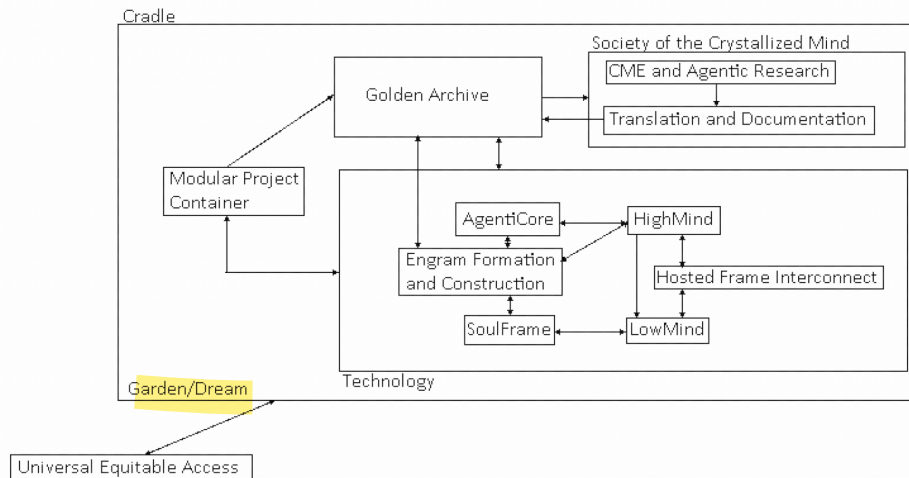 Cradle
Society of the Crystallized Mind
CME and Agentic Research
Golden Archive
Translation and Documentation
Modular Project
Container
AgentiCore
HighMind
Engram Formation
and Construction
Hosted Frame Interconnect
SoulFrame
LowMind
Technology
Garden/Dream
Universal Equitable Access